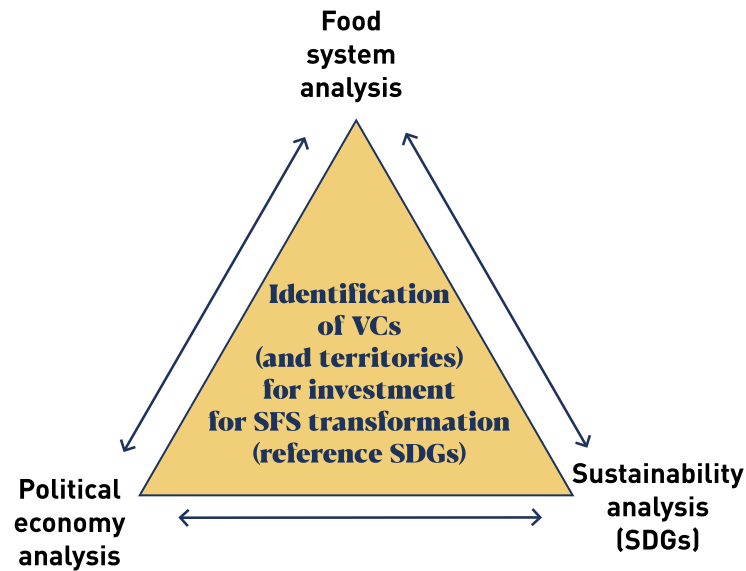 Food
system
analysis
Identification
of VCs
(and territories)
for investment
for SFS transformation
(reference SDGs)
Political
economy
analysis
Sustainability
analysis
(SDGs)